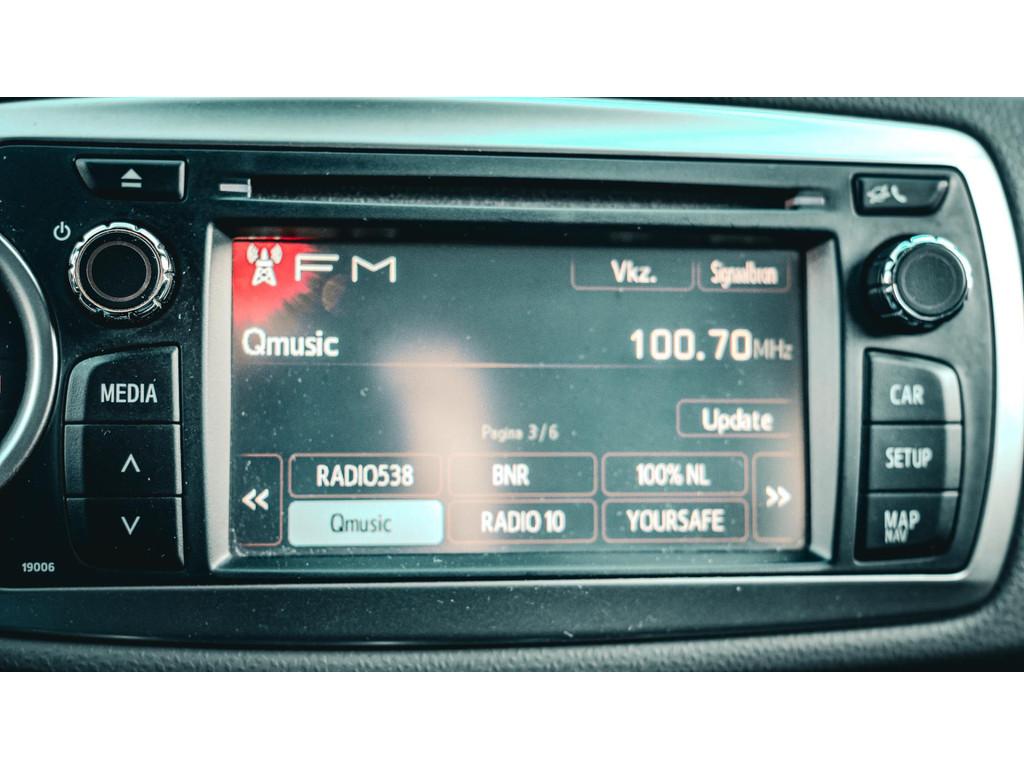 FM
Vkz.
Signaalbron
Qmusic
100.70MHz
MEDIA
CAR
Update
Pagina 3/6
SETUP
RADIO538
BNR
100% NL
<<
>>
Qmusic
RADIO 10
YOURSAFE
MAP
NAV
19006